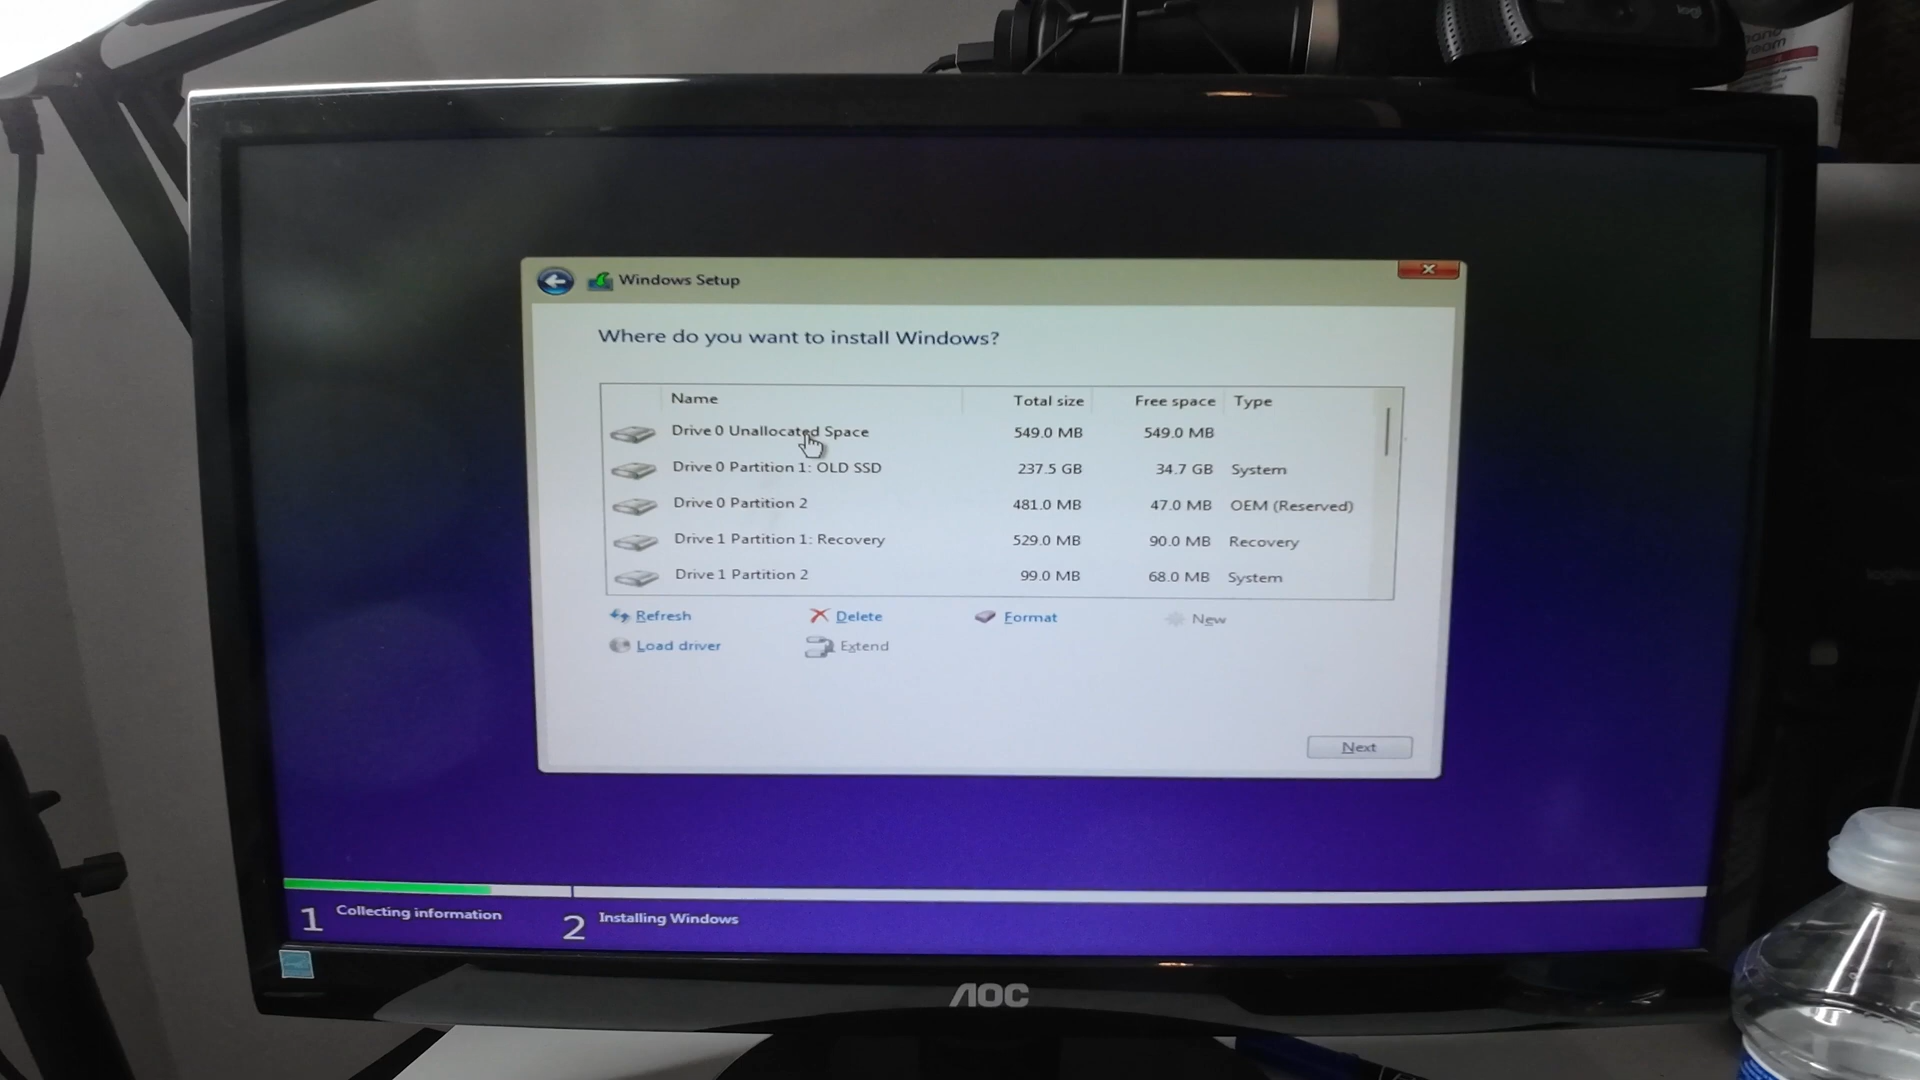 logi
hand
cream
Windows Setup
x
Where do you want to install Windows?
Name Total size Free space Type
Drive 0 Unallocated Space 549.0 MB 549.0 MB
Drive 0 Partition 1: OLD SSD 237.5 GB 34.7 GB System
Drive 0 Partition 2 481.0 MB 47.0 MB OEM (Reserved)
Drive 1 Partition 1: Recovery 529.0 MB 90.0 MB Recovery
Drive 1 Partition 2 99.0 MB 68.0 MB System
Refresh Delete Format New
Load driver Extend
Next
1 Collecting information 2 Installing Windows
AOC